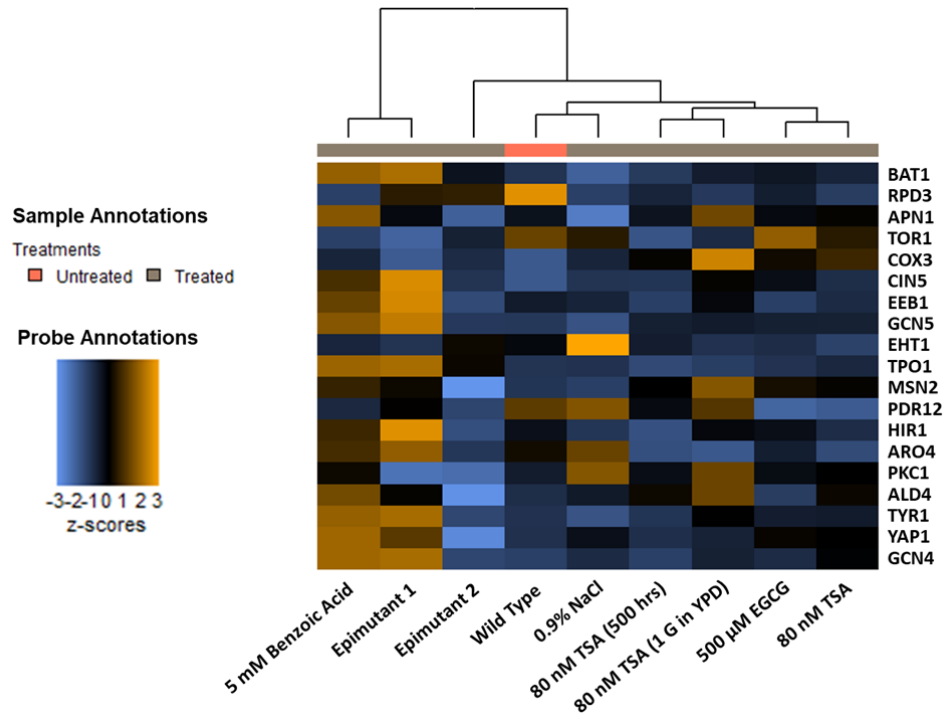 Sample Annotations
Treatments
Untreated Treated
Probe Annotations
-3-2-10 1 2 3
z-scores
BAT1
RPD3
APN1
TOR1
COX3
CIN5
EEB1
GCN5
EHT1
TPO1
MSN2
PDR12
HIR1
ARO4
PKC1
ALD4
TYR1
YAP1
GCN4
5 mM Benzoic Acid
Epimutant 1
Epimutant 2
Wild Type
0.9% NaCl
80 nM TSA (500 hrs)
80 nM TSA (1 G in YPD)
500 µM EGCG
80 nM TSA